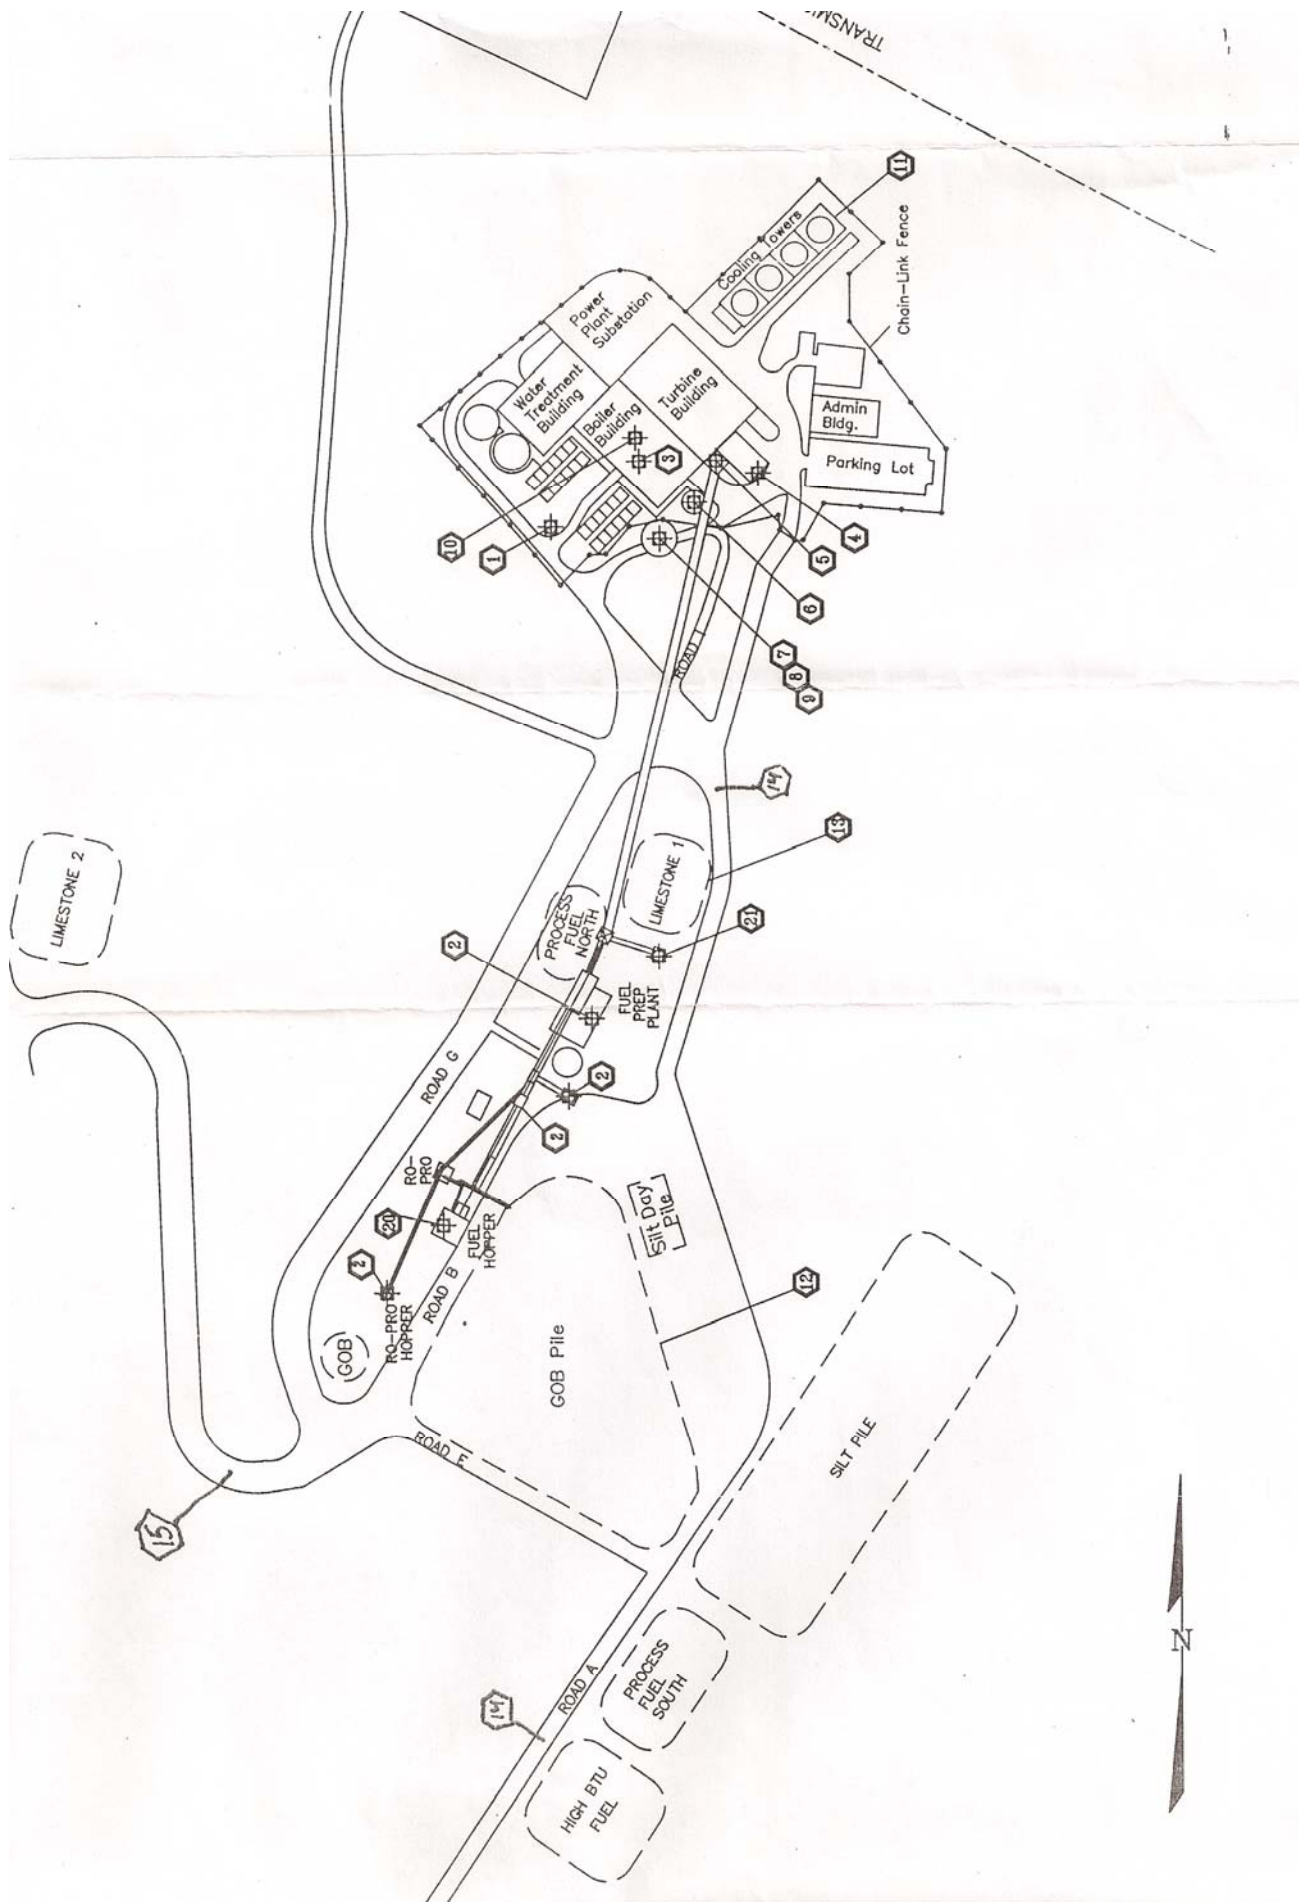 TRANSMI
11
Cooling Towers
Chain-Link Fence
Power
Plant
Substation
Water
Treatment
Building
Boiler
Building
Turbine
Building
Admin
Bldg.
Parking Lot
3
10
1
4
5
6
7
8
9
ROAD
14
13
LIMESTONE 2
LIMESTONE 1
PROCESS
FUEL
NORTH
2
21
FUEL
PREP
PLANT
ROAD G
2
2
RO-
PRO
20
FUEL
HOPPER
Silt Day
Pile
2
RO-PRO
HOPPER
ROAD B
12
GOB
GOB Pile
ROAD E
SILT PILE
15
N
PROCESS
FUEL
SOUTH
ROAD A
14
HIGH BTU
FUEL